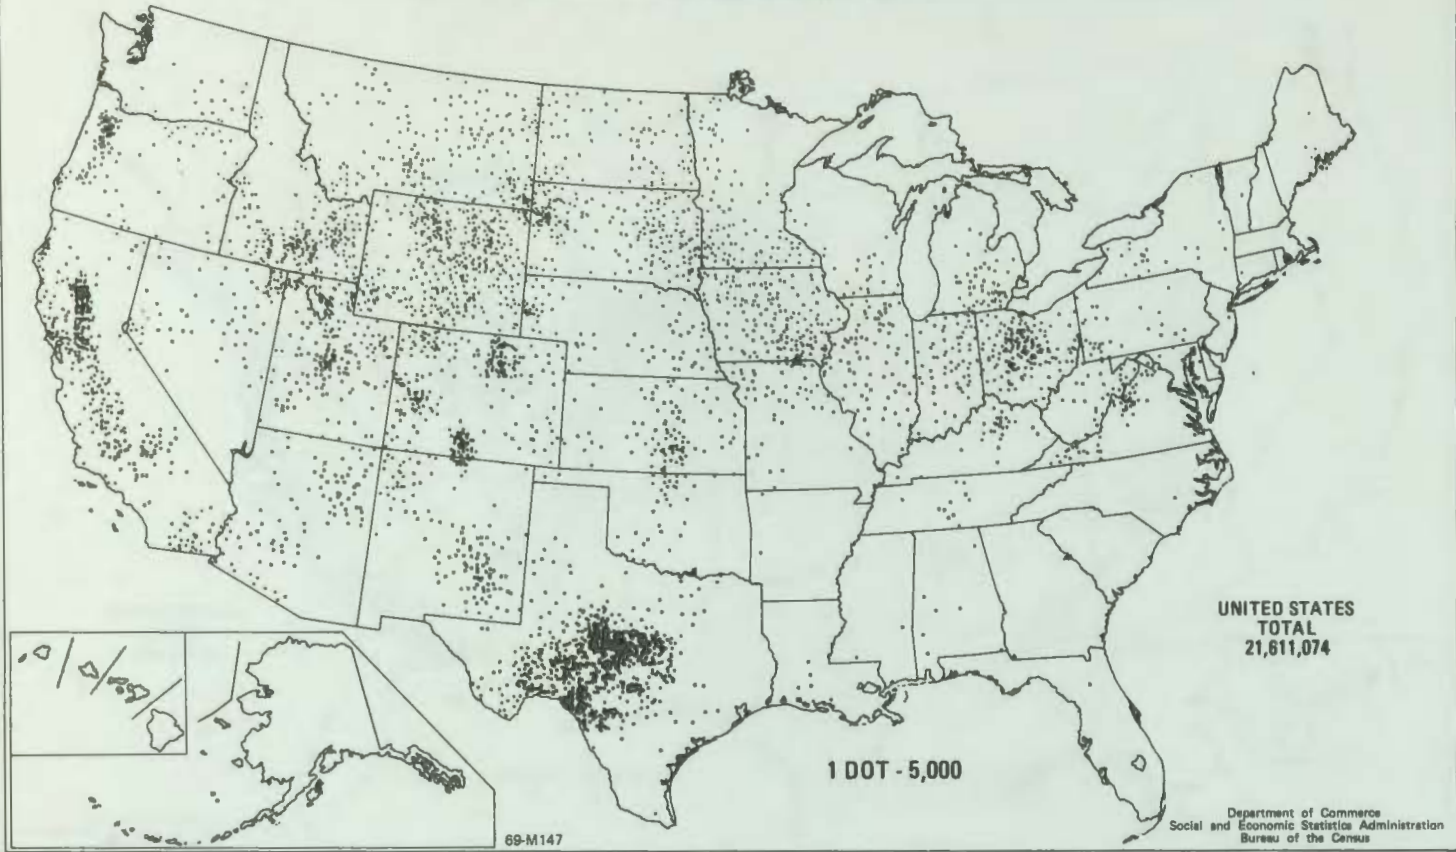 UNITED STATES
TOTAL
21,611,074
1 DOT - 5,000
69-M147
Department of Commerce
Social and Economic Statistics Administration
Bureau of the Census